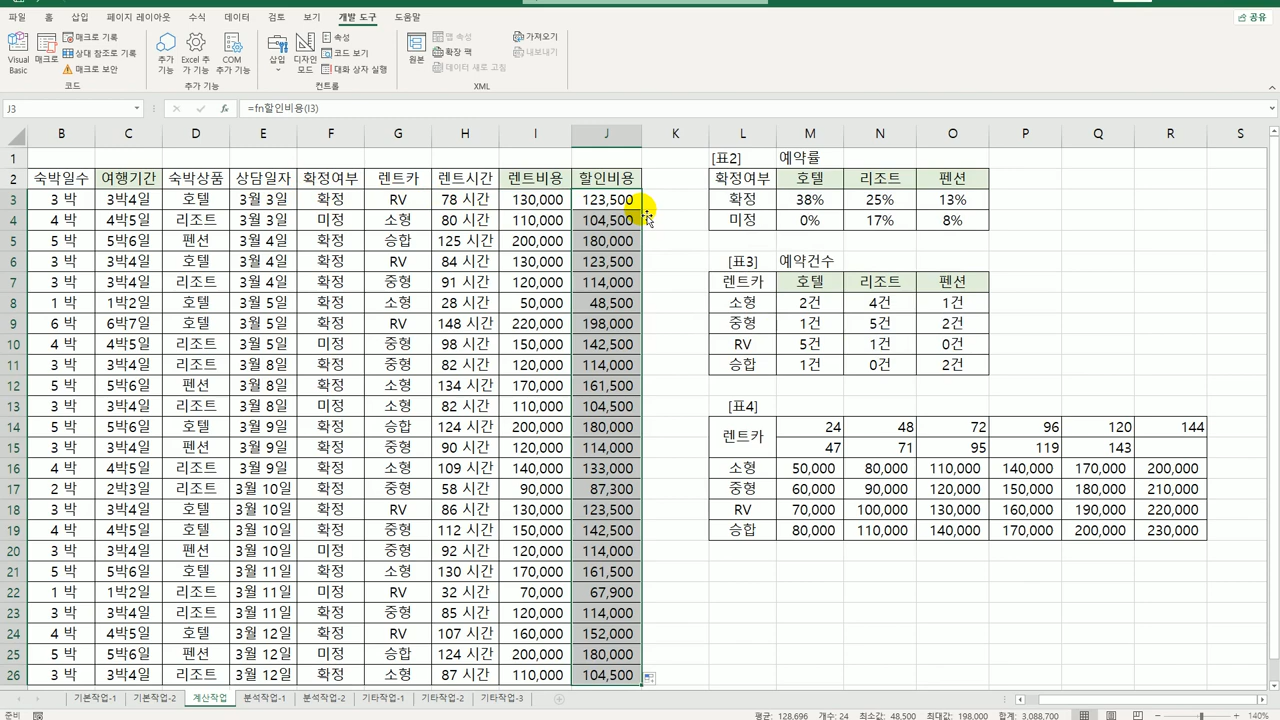 파일 홈 삽입 페이지 레이아웃 수식 데이터 검토 보기 개발 도구 도움말 공유
Visual Basic 매크로 매크로 기록 상대 참조로 기록 매크로 보안 추가 기능 Excel 추가 기능 COM 추가 기능 삽입 디자인 모드 속성 코드 보기 대화 상자 실행 원본 맵 속성 확장 팩 데이터 새로 고침 가져오기 내보내기
코드 추가 기능 컨트롤 XML
J3 fx =fn할인비용(I3)
B C D E F G H I J K L M N O P Q R S
1 [표2] 예약률
2 숙박일수 여행기간 숙박상품 상담일자 확정여부 렌트카 렌트시간 렌트비용 할인비용 확정여부 호텔 리조트 펜션
3 3 박 3박4일 호텔 3월 3일 확정 RV 78 시간 130,000 123,500 확정 38% 25% 13%
4 4 박 4박5일 리조트 3월 3일 미정 소형 80 시간 110,000 104,500 미정 0% 17% 8%
5 5 박 5박6일 펜션 3월 4일 확정 승합 125 시간 200,000 180,000
6 3 박 3박4일 호텔 3월 4일 확정 RV 84 시간 130,000 123,500 [표3] 예약건수
7 3 박 3박4일 리조트 3월 4일 확정 중형 91 시간 120,000 114,000 렌트카 호텔 리조트 펜션
8 1 박 1박2일 호텔 3월 5일 확정 소형 28 시간 50,000 48,500 소형 2건 4건 1건
9 6 박 6박7일 호텔 3월 5일 확정 RV 148 시간 220,000 198,000 중형 1건 5건 2건
10 4 박 4박5일 리조트 3월 5일 미정 중형 98 시간 150,000 142,500 RV 5건 1건 0건
11 3 박 3박4일 호텔 3월 8일 확정 중형 82 시간 120,000 114,000 승합 1건 0건 2건
12 5 박 5박6일 펜션 3월 8일 확정 소형 134 시간 170,000 161,500
13 3 박 3박4일 리조트 3월 8일 미정 소형 82 시간 110,000 104,500 [표4]
14 5 박 5박6일 호텔 3월 9일 확정 승합 124 시간 200,000 180,000 렌트카 24 48 72 96 120 144
15 3 박 3박4일 펜션 3월 9일 확정 중형 90 시간 120,000 114,000 47 71 95 119 143
16 4 박 4박5일 리조트 3월 9일 확정 소형 109 시간 140,000 133,000 소형 50,000 80,000 110,000 140,000 170,000 200,000
17 2 박 2박3일 리조트 3월 10일 확정 중형 58 시간 90,000 87,300 중형 60,000 90,000 120,000 150,000 180,000 210,000
18 3 박 3박4일 호텔 3월 10일 확정 RV 86 시간 130,000 123,500 RV 70,000 100,000 130,000 160,000 190,000 220,000
19 4 박 4박5일 호텔 3월 10일 확정 중형 112 시간 150,000 142,500 승합 80,000 110,000 140,000 170,000 200,000 230,000
20 3 박 3박4일 펜션 3월 10일 미정 중형 92 시간 120,000 114,000
21 5 박 5박6일 호텔 3월 11일 확정 소형 130 시간 170,000 161,500
22 1 박 1박2일 리조트 3월 11일 미정 RV 32 시간 70,000 67,900
23 3 박 3박4일 리조트 3월 11일 확정 중형 85 시간 120,000 114,000
24 4 박 4박5일 호텔 3월 12일 확정 RV 107 시간 160,000 152,000
25 5 박 5박6일 펜션 3월 12일 미정 승합 124 시간 200,000 180,000
26 3 박 3박4일 리조트 3월 12일 확정 소형 87 시간 110,000 104,500
기본작업-1 기본작업-2 계산작업 분석작업-1 분석작업-2 기타작업-1 기타작업-2 기타작업-3
준비 평균: 128,696 개수: 24 최소값: 48,500 최대값: 198,000 합계: 3,088,700 140%